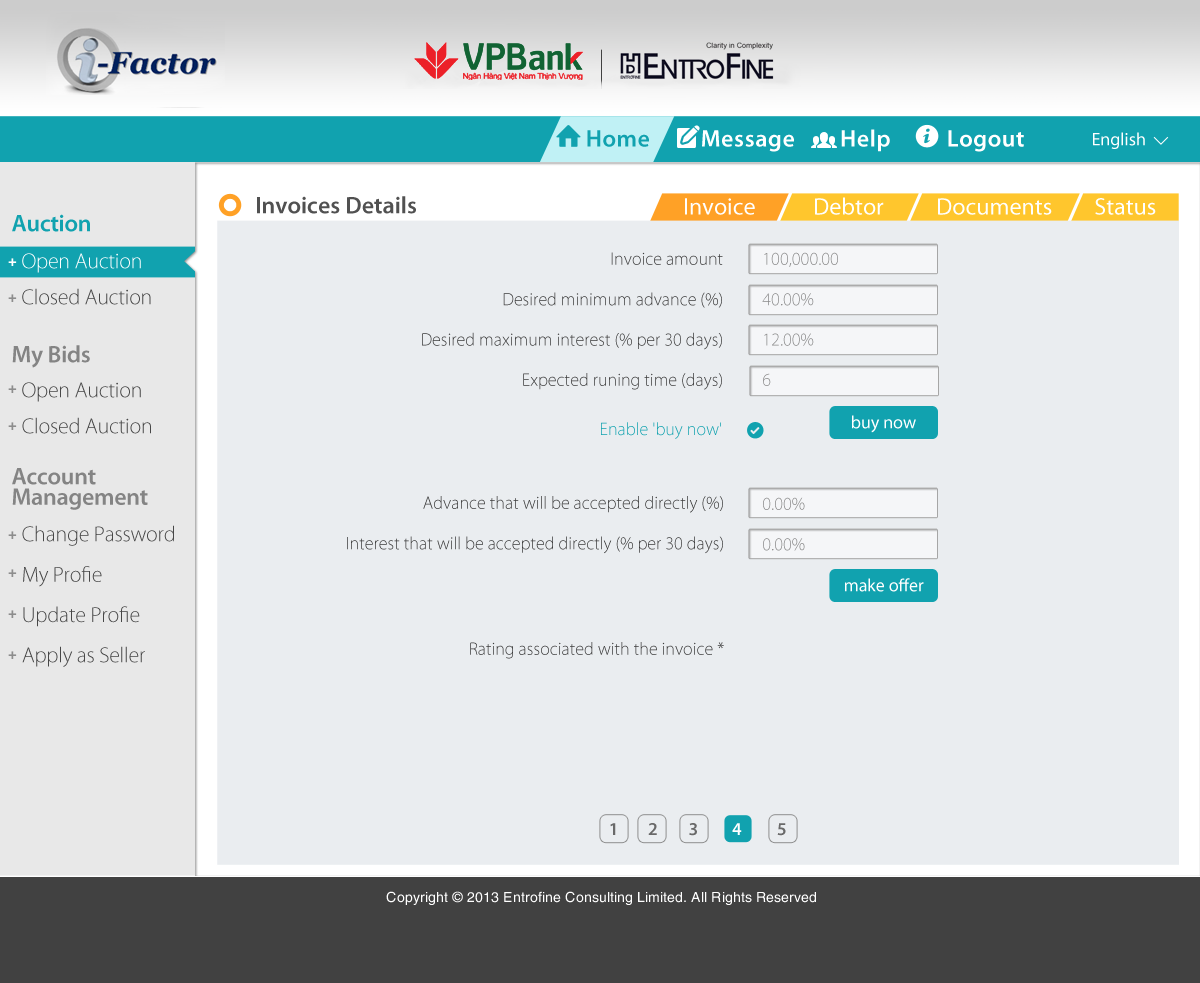 i-Factor
VPBank
Ngân Hàng Việt Nam Thịnh Vượng
Clarity in Complexity
ENTROFINE
ENTROFINE
Home
Message
Help
Logout
English
Auction
+ Open Auction
+ Closed Auction
My Bids
+ Open Auction
+ Closed Auction
Account
Management
+ Change Password
+ My Profie
+ Update Profie
+ Apply as Seller
Invoices Details
Invoice
Debtor
Documents
Status
Invoice amount
100,000.00
Desired minimum advance (%)
40.00%
Desired maximum interest (% per 30 days)
12.00%
Expected runing time (days)
6
Enable 'buy now'
buy now
Advance that will be accepted directly (%)
0.00%
Interest that will be accepted directly (% per 30 days)
0.00%
make offer
Rating associated with the invoice *
1 2 3 4 5
Copyright © 2013 Entrofine Consulting Limited. All Rights Reserved